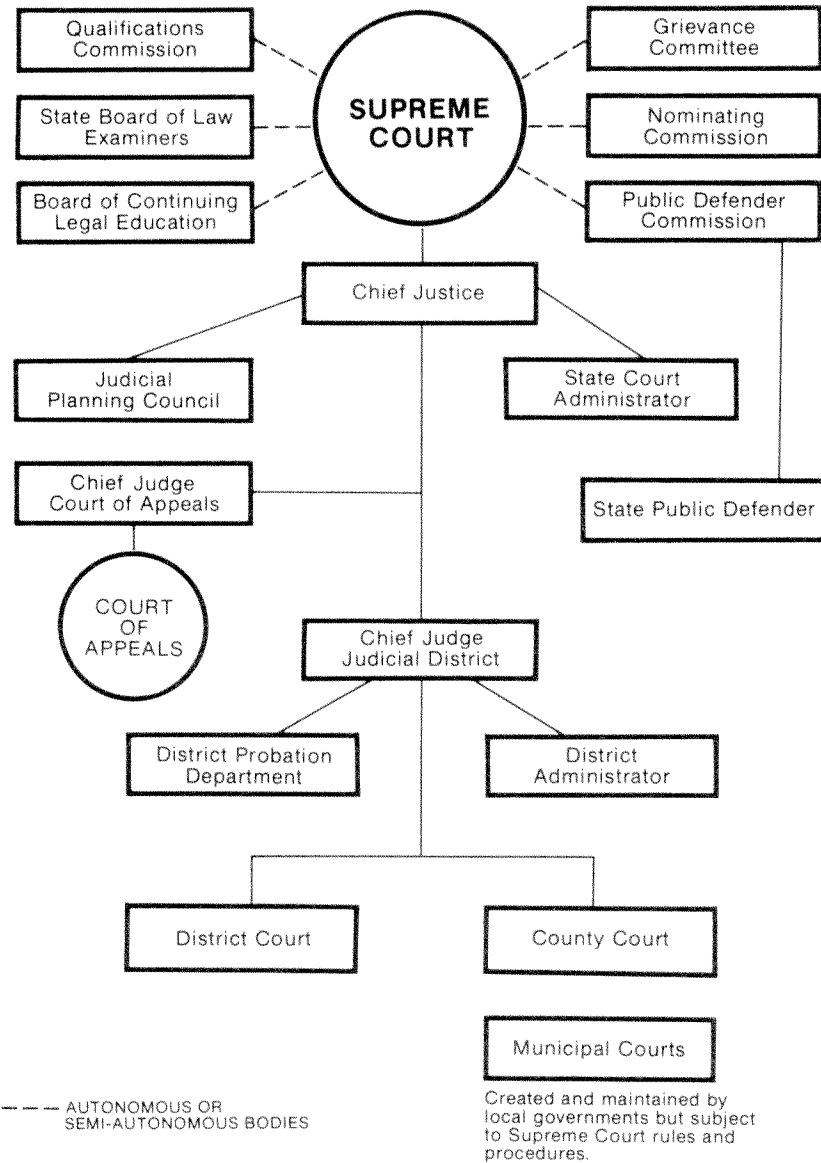 Qualifications
Commission
Grievance
Committee
SUPREME
COURT
State Board of Law
Examiners
Nominating
Commission
Board of Continuing
Legal Education
Public Defender
Commission
Chief Justice
Judicial
Planning Council
State Court
Administrator
Chief Judge
Court of Appeals
State Public Defender
COURT
OF
APPEALS
Chief Judge
Judicial District
District Probation
Department
District
Administrator
District Court
County Court
Municipal Courts
Created and maintained by
local governments but subject
to Supreme Court rules and
procedures.
AUTONOMOUS OR
SEMI-AUTONOMOUS BODIES